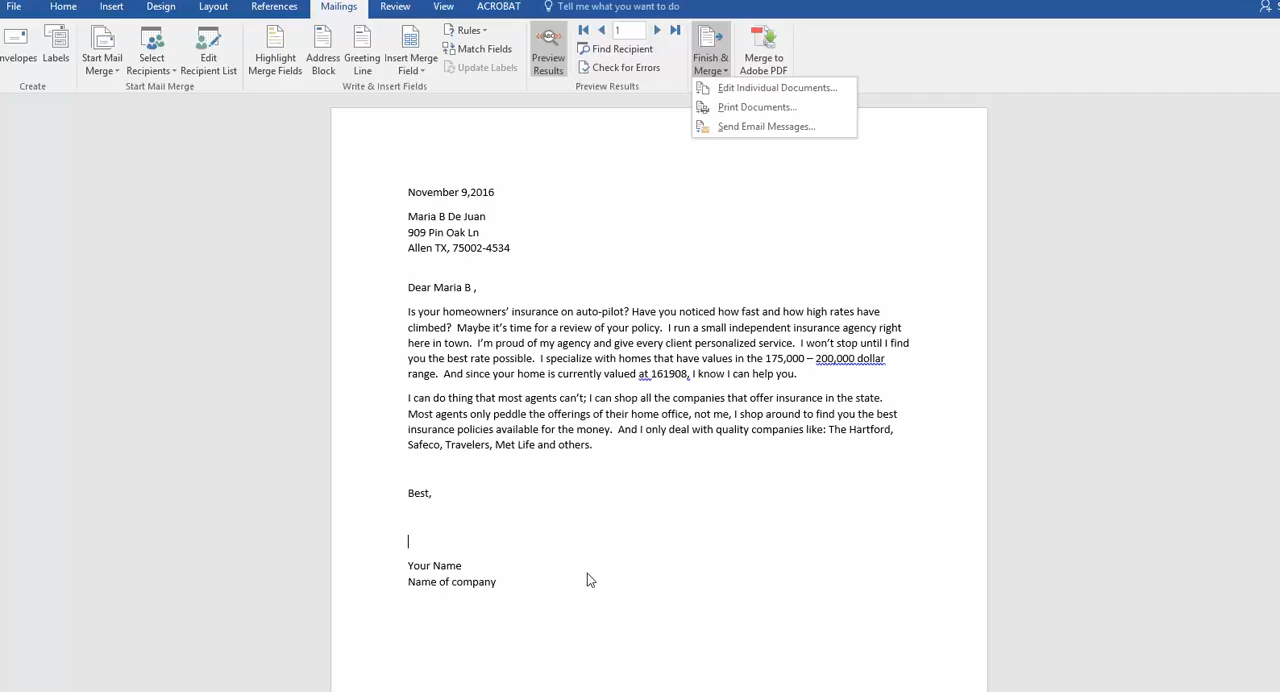 File Home Insert Design Layout References Mailings Review View ACROBAT Tell me what you want to do
nvelopes Labels
Create
Start Mail Merge
Select Recipients
Edit Recipient List
Start Mail Merge
Highlight Merge Fields
Address Block
Greeting Line
Insert Merge Field
Rules
Match Fields
Update Labels
Write & Insert Fields
ABC
Preview Results
1
Find Recipient
Check for Errors
Preview Results
Finish & Merge
Merge to Adobe PDF
Edit Individual Documents...
Print Documents...
Send Email Messages...
November 9,2016
Maria B De Juan
909 Pin Oak Ln
Allen TX, 75002-4534
Dear Maria B ,
Is your homeowners’ insurance on auto-pilot? Have you noticed how fast and how high rates have
climbed?  Maybe it’s time for a review of your policy.  I run a small independent insurance agency right
here in town.  I’m proud of my agency and give every client personalized service.  I won’t stop until I find
you the best rate possible.  I specialize with homes that have values in the 175,000 – 200,000 dollar
range.  And since your home is currently valued at 161908, I know I can help you.
I can do thing that most agents can’t; I can shop all the companies that offer insurance in the state.
Most agents only peddle the offerings of their home office, not me, I shop around to find you the best
insurance policies available for the money.  And I only deal with quality companies like: The Hartford,
Safeco, Travelers, Met Life and others.
Best,
Your Name
Name of company